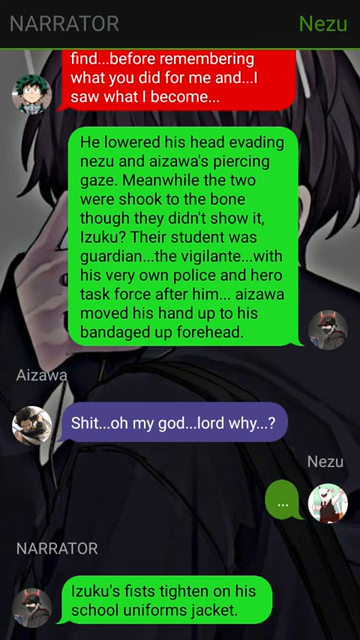 NARRATOR
Nezu
find...before remembering
what you did for me and...I
saw what I become...
He lowered his head evading
nezu and aizawa's piercing
gaze. Meanwhile the two
were shook to the bone
though they didn't show it,
Izuku? Their student was
guardian...the vigilante...with
his very own police and hero
task force after him... aizawa
moved his hand up to his
bandaged up forehead.
Aizawa
Shit...oh my god...lord why...?
Nezu
...
NARRATOR
Izuku's fists tighten on his
school uniforms jacket.